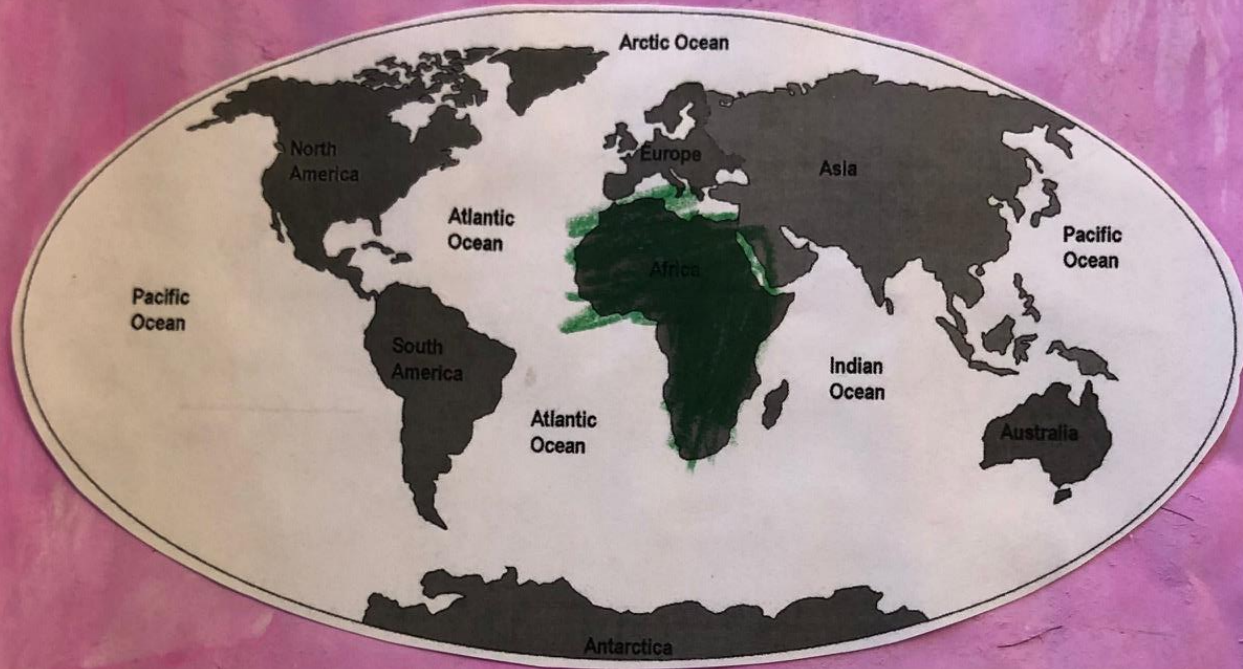 Arctic Ocean
North
America
Europe
Asia
Atlantic
Ocean
Pacific
Ocean
Africa
Pacific
Ocean
South
America
Indian
Ocean
Atlantic
Ocean
Australia
Antarctica